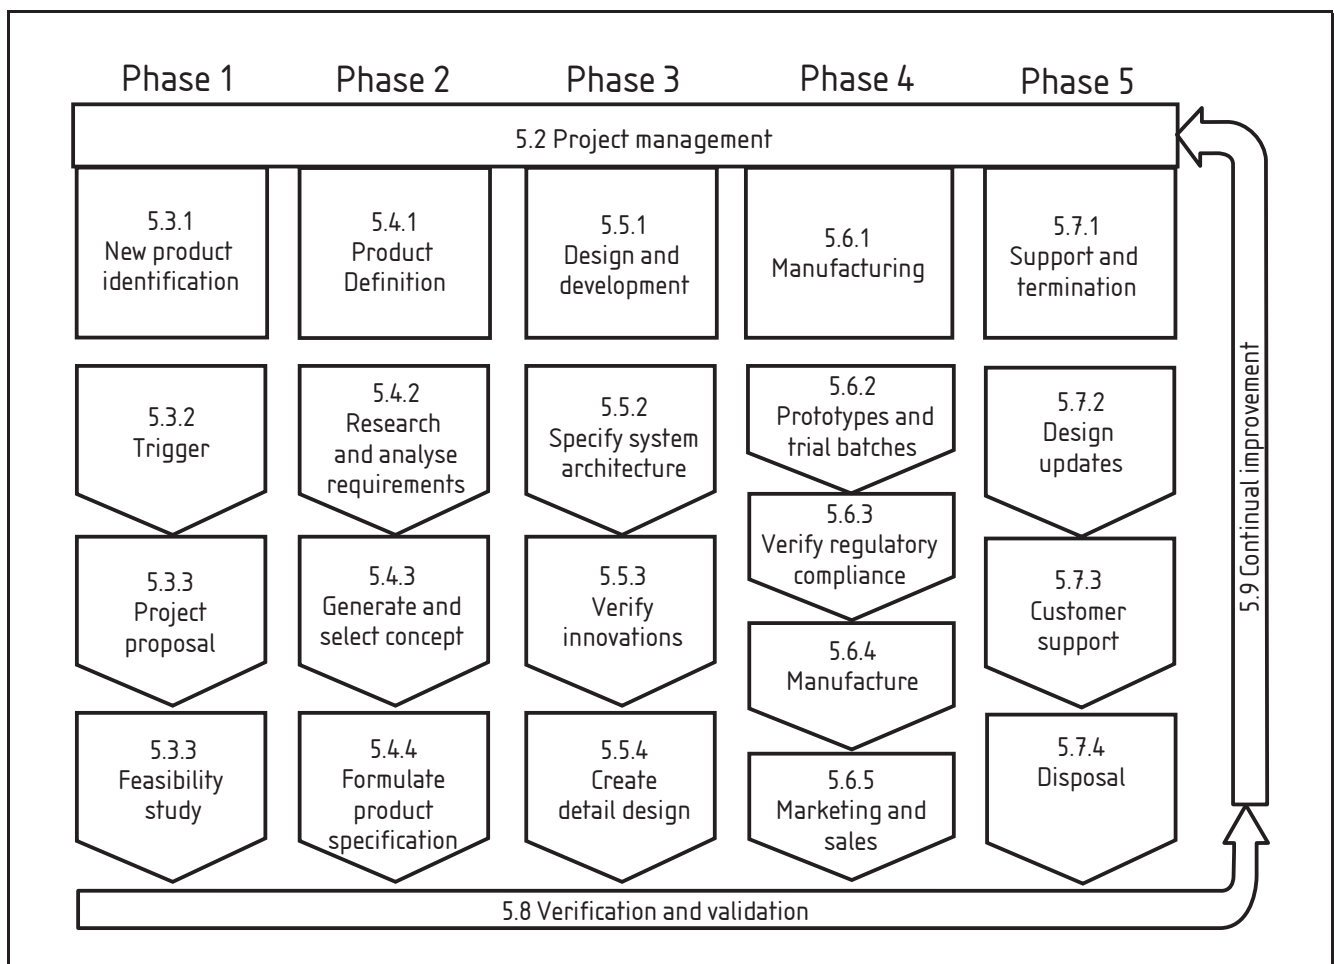 Phase 1
Phase 2
Phase 3
Phase 4
Phase 5
5.2 Project management
5.3.1
New product
identification
5.4.1
Product
Definition
5.5.1
Design and
development
5.6.1
Manufacturing
5.7.1
Support and
termination
5.3.2
Trigger
5.3.3
Project
proposal
5.3.3
Feasibility
study
5.4.2
Research
and analyse
requirements
5.4.3
Generate and
select concept
5.4.4
Formulate
product
specification
5.5.2
Specify system
architecture
5.5.3
Verify
innovations
5.5.4
Create
detail design
5.6.2
Prototypes and
trial batches
5.6.3
Verify regulatory
compliance
5.6.4
Manufacture
5.6.5
Marketing and
sales
5.7.2
Design
updates
5.7.3
Customer
support
5.7.4
Disposal
5.8 Verification and validation
5.9 Continual improvement